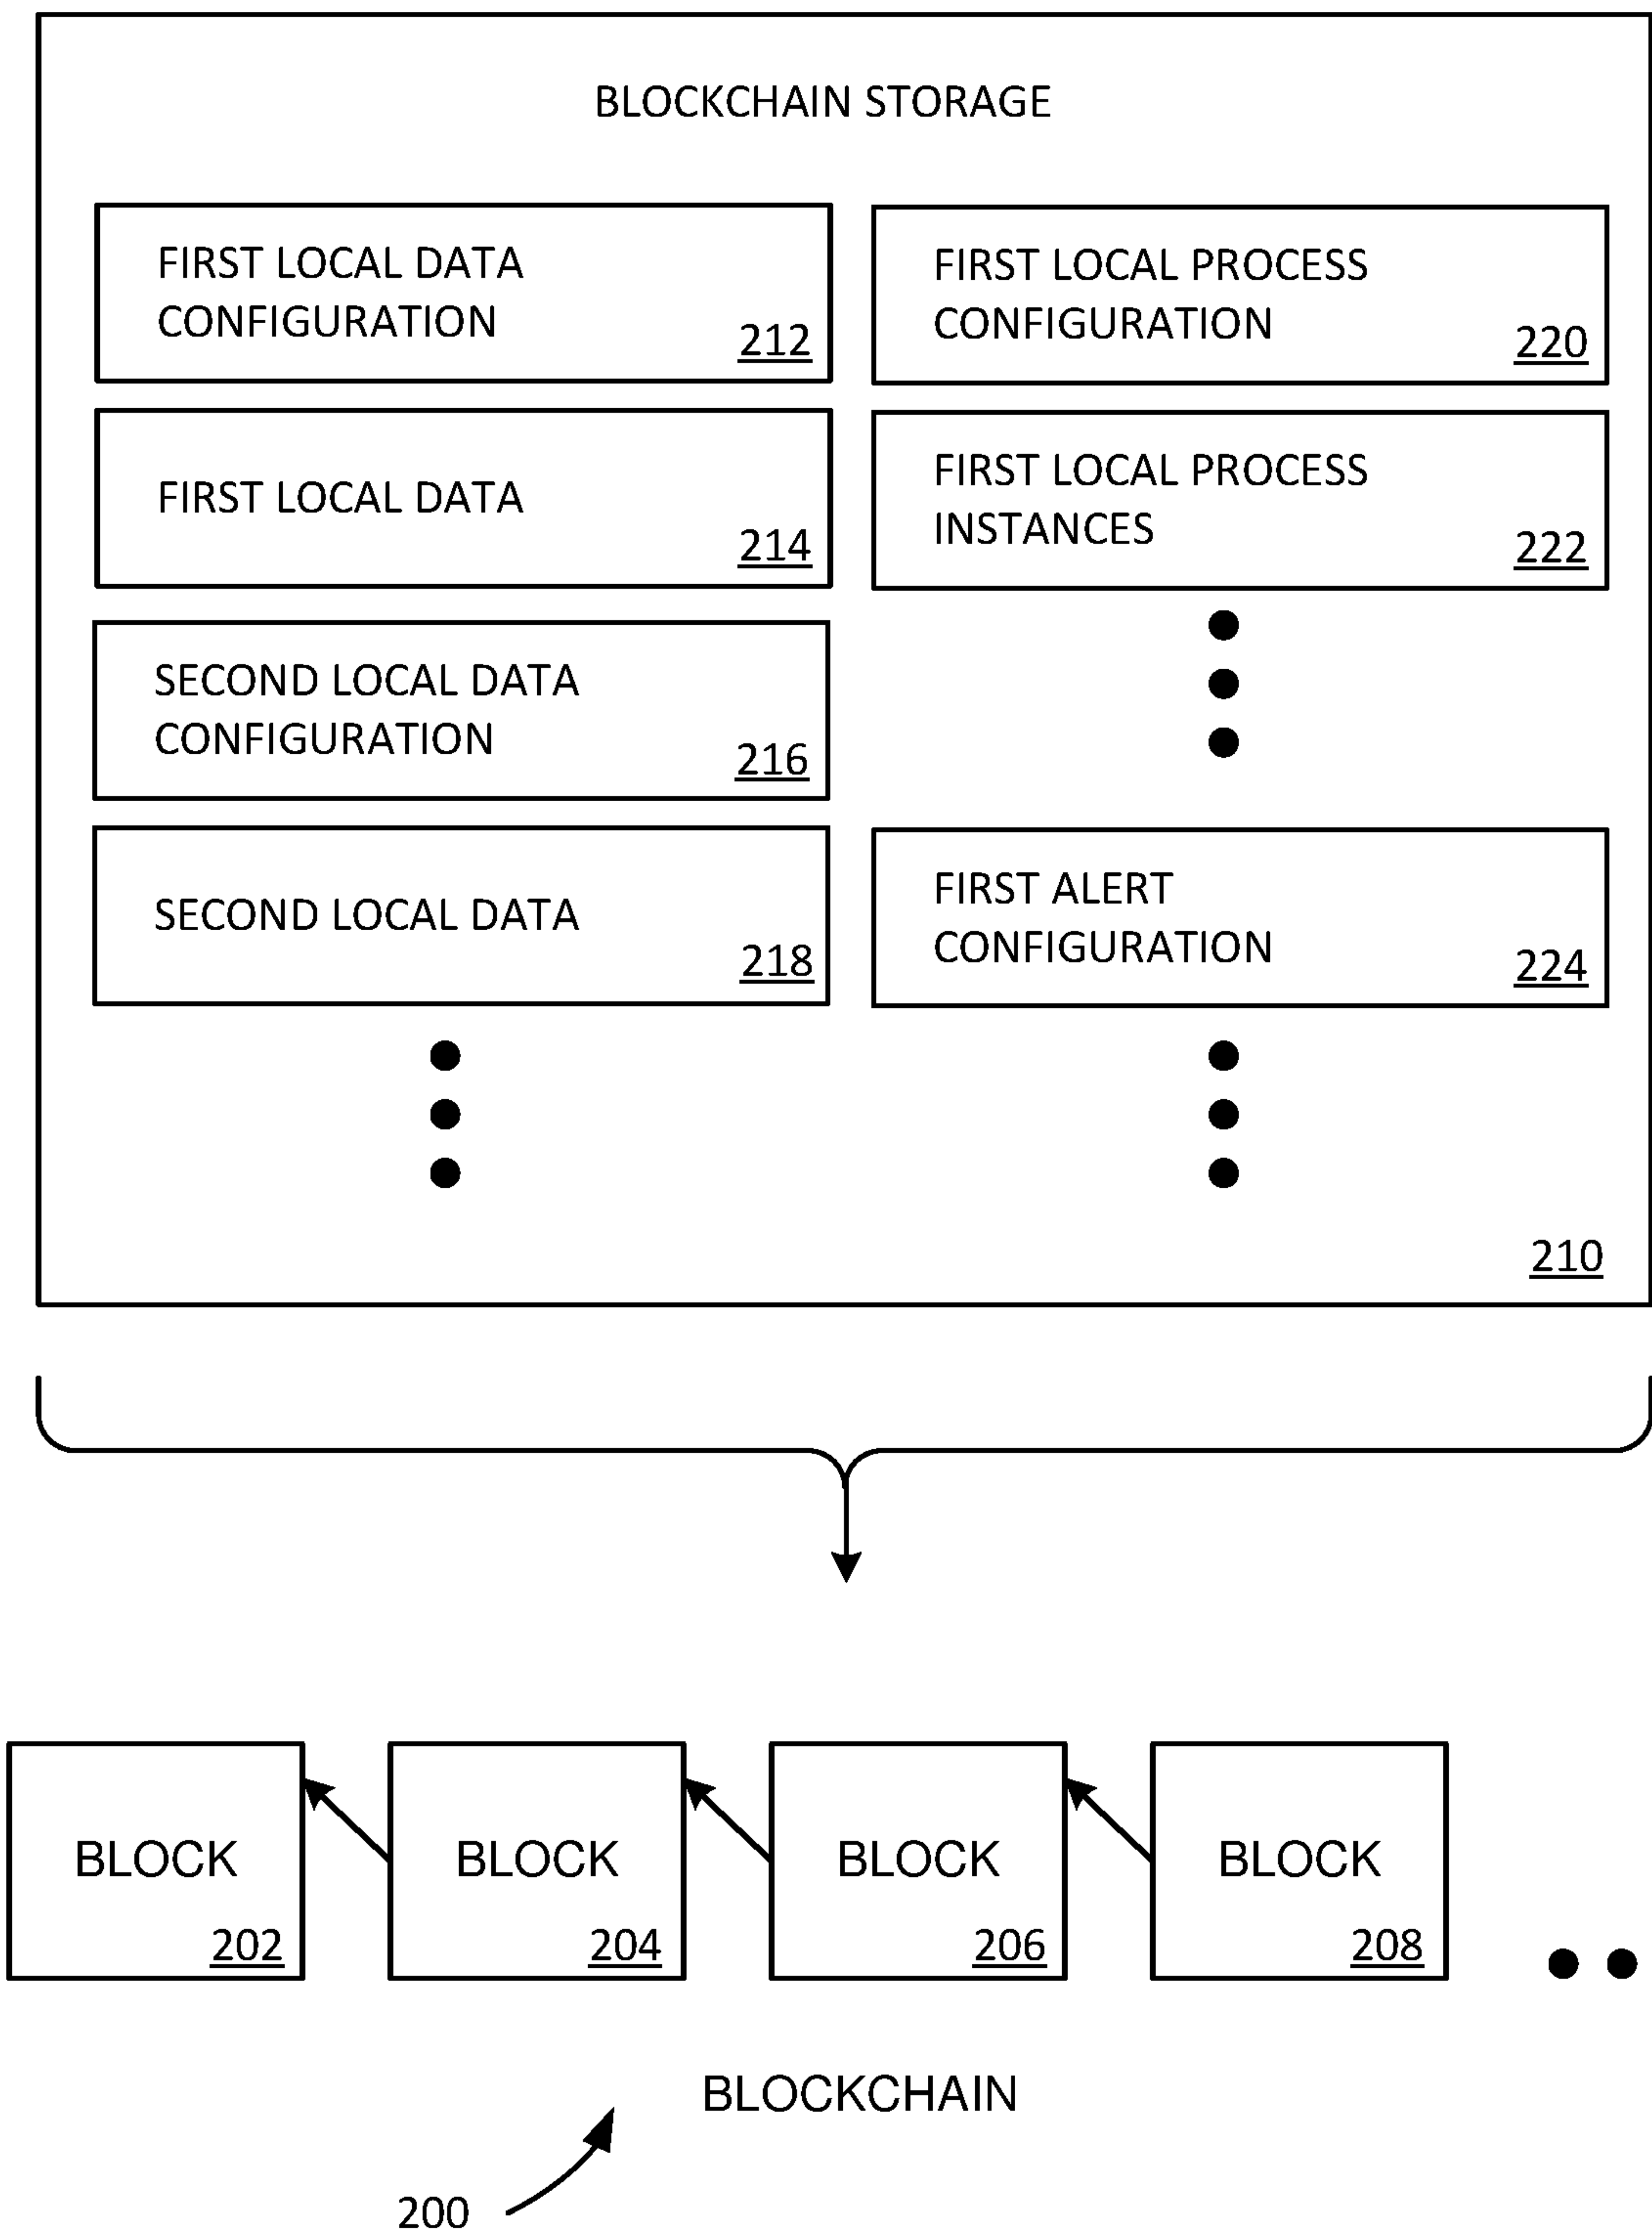 BLOCKCHAIN STORAGE
FIRST LOCAL DATA
CONFIGURATION
212
FIRST LOCAL DATA
214
SECOND LOCAL DATA
CONFIGURATION
216
SECOND LOCAL DATA
218
FIRST LOCAL PROCESS
CONFIGURATION
220
FIRST LOCAL PROCESS
INSTANCES
222
FIRST ALERT
CONFIGURATION
224
210
BLOCK
202
BLOCK
204
BLOCK
206
BLOCK
208
BLOCKCHAIN
200